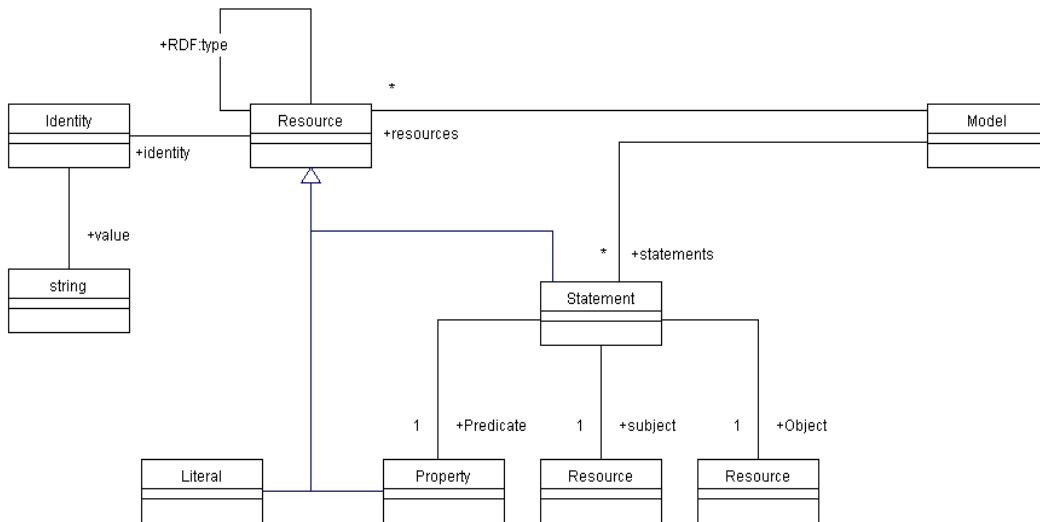 +RDF:type
*
Identity
Resource
Model
+resources
+identity
+value
* +statements
string
Statement
1 +Predicate
1 +subject
1 +Object
Literal
Property
Resource
Resource